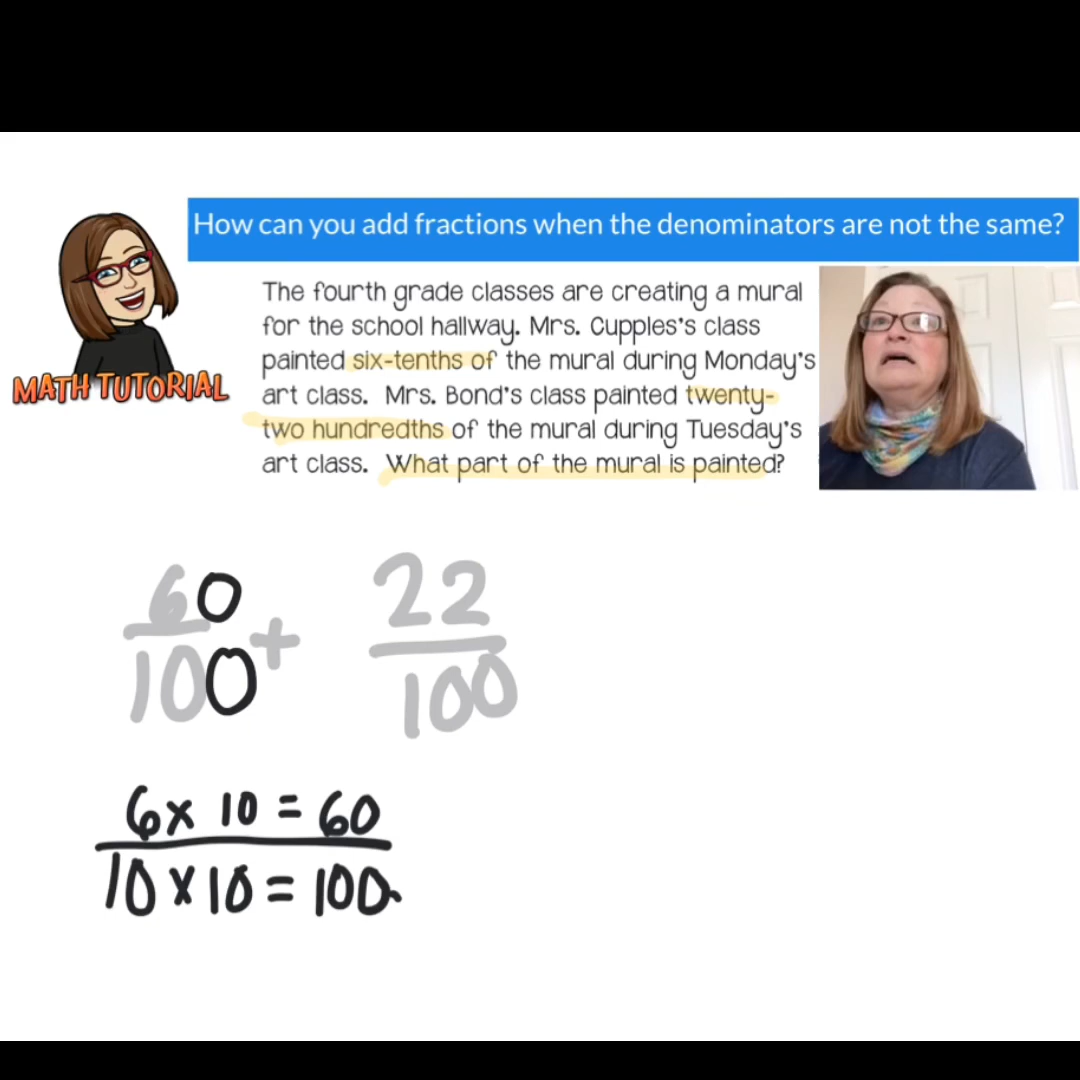 How can you add fractions when the denominators are not the same?
The fourth grade classes are creating a mural
for the school hallway. Mrs. Cupples's class
painted six-tenths of the mural during Monday's
art class. Mrs. Bond's class painted twenty-
two hundredths of the mural during Tuesday's
art class. What part of the mural is painted?
MATH TUTORIAL
60 22
+
100 100
6 x 10 = 60
10 x 10 = 100